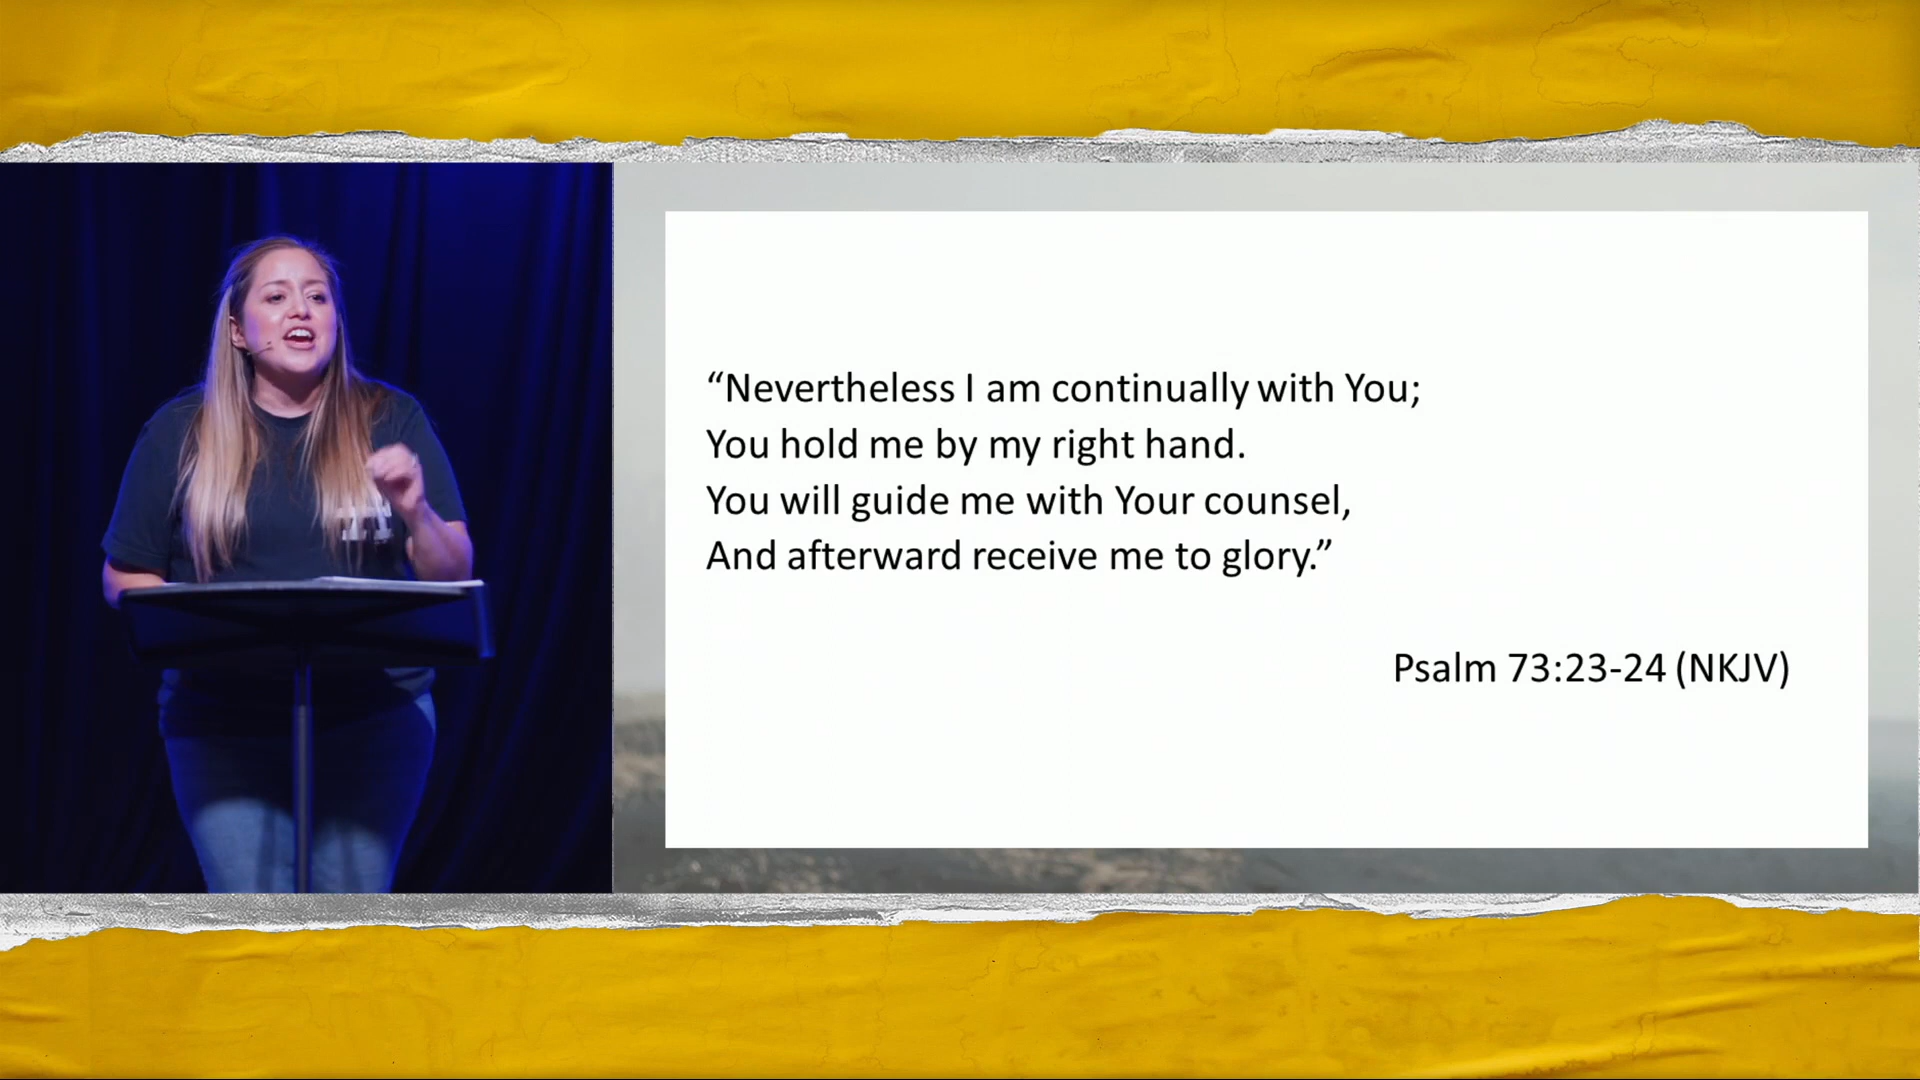 “Nevertheless I am continually with You;
You hold me by my right hand.
You will guide me with Your counsel,
And afterward receive me to glory.”
Psalm 73:23-24 (NKJV)